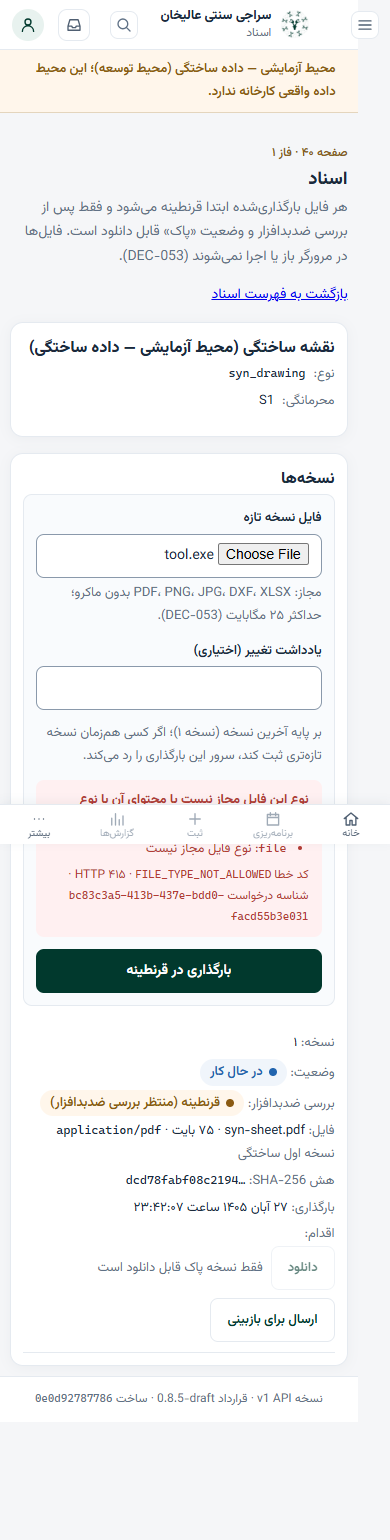 سراجی سنتی عالیخان
اسناد
محیط آزمایشی — داده ساختگی (محیط توسعه)؛ این محیط
داده واقعی کارخانه ندارد.
صفحه ۴۰ · فاز ۱
اسناد
هر فایل بارگذاری‌شده ابتدا قرنطینه می‌شود و فقط پس از
بررسی ضدبدافزار و وضعیت «پاک» قابل دانلود است. فایل‌ها
در مرورگر باز یا اجرا نمی‌شوند (DEC-053).
بازگشت به فهرست اسناد
نقشه ساختگی (محیط آزمایشی — داده ساختگی)
نوع: syn_drawing
محرمانگی: S1
نسخه‌ها
فایل نسخه تازه
Choose File tool.exe
مجاز: PDF، PNG، JPG، DXF، XLSX بدون ماکرو؛
حداکثر ۲۵ مگابایت (DEC-053).
یادداشت تغییر (اختیاری)
بر پایه آخرین نسخه (نسخه ۱)؛ اگر کسی هم‌زمان نسخه
تازه‌تری ثبت کند، سرور این بارگذاری را رد می‌کند.
نوع این فایل مجاز نیست یا محتوای آن با نوع
خانه
برنامه‌ریزی
ثبت
گزارش‌ها
بیشتر
file: نوع فایل مجاز نیست
کد خطا FILE_TYPE_NOT_ALLOWED · HTTP ۴۱۵ ·
شناسه درخواست bc83c3a5-413b-437e-bdd0-
facd55b3e031
بارگذاری در قرنطینه
نسخه: ۱
وضعیت: در حال کار
بررسی ضدبدافزار: قرنطینه (منتظر بررسی ضدبدافزار)
فایل: syn-sheet.pdf · ۷۵ بایت · application/pdf
نسخه اول ساختگی
هش SHA-256: dcd78fabf08c2194…
بارگذاری: ۲۷ آبان ۱۴۰۵ ساعت ۲۳:۴۲:۰۷
اقدام:
دانلود فقط نسخه پاک قابل دانلود است
ارسال برای بازبینی
نسخه v1 API · قرارداد 0.8.5-draft · ساخت 0e0d92787786